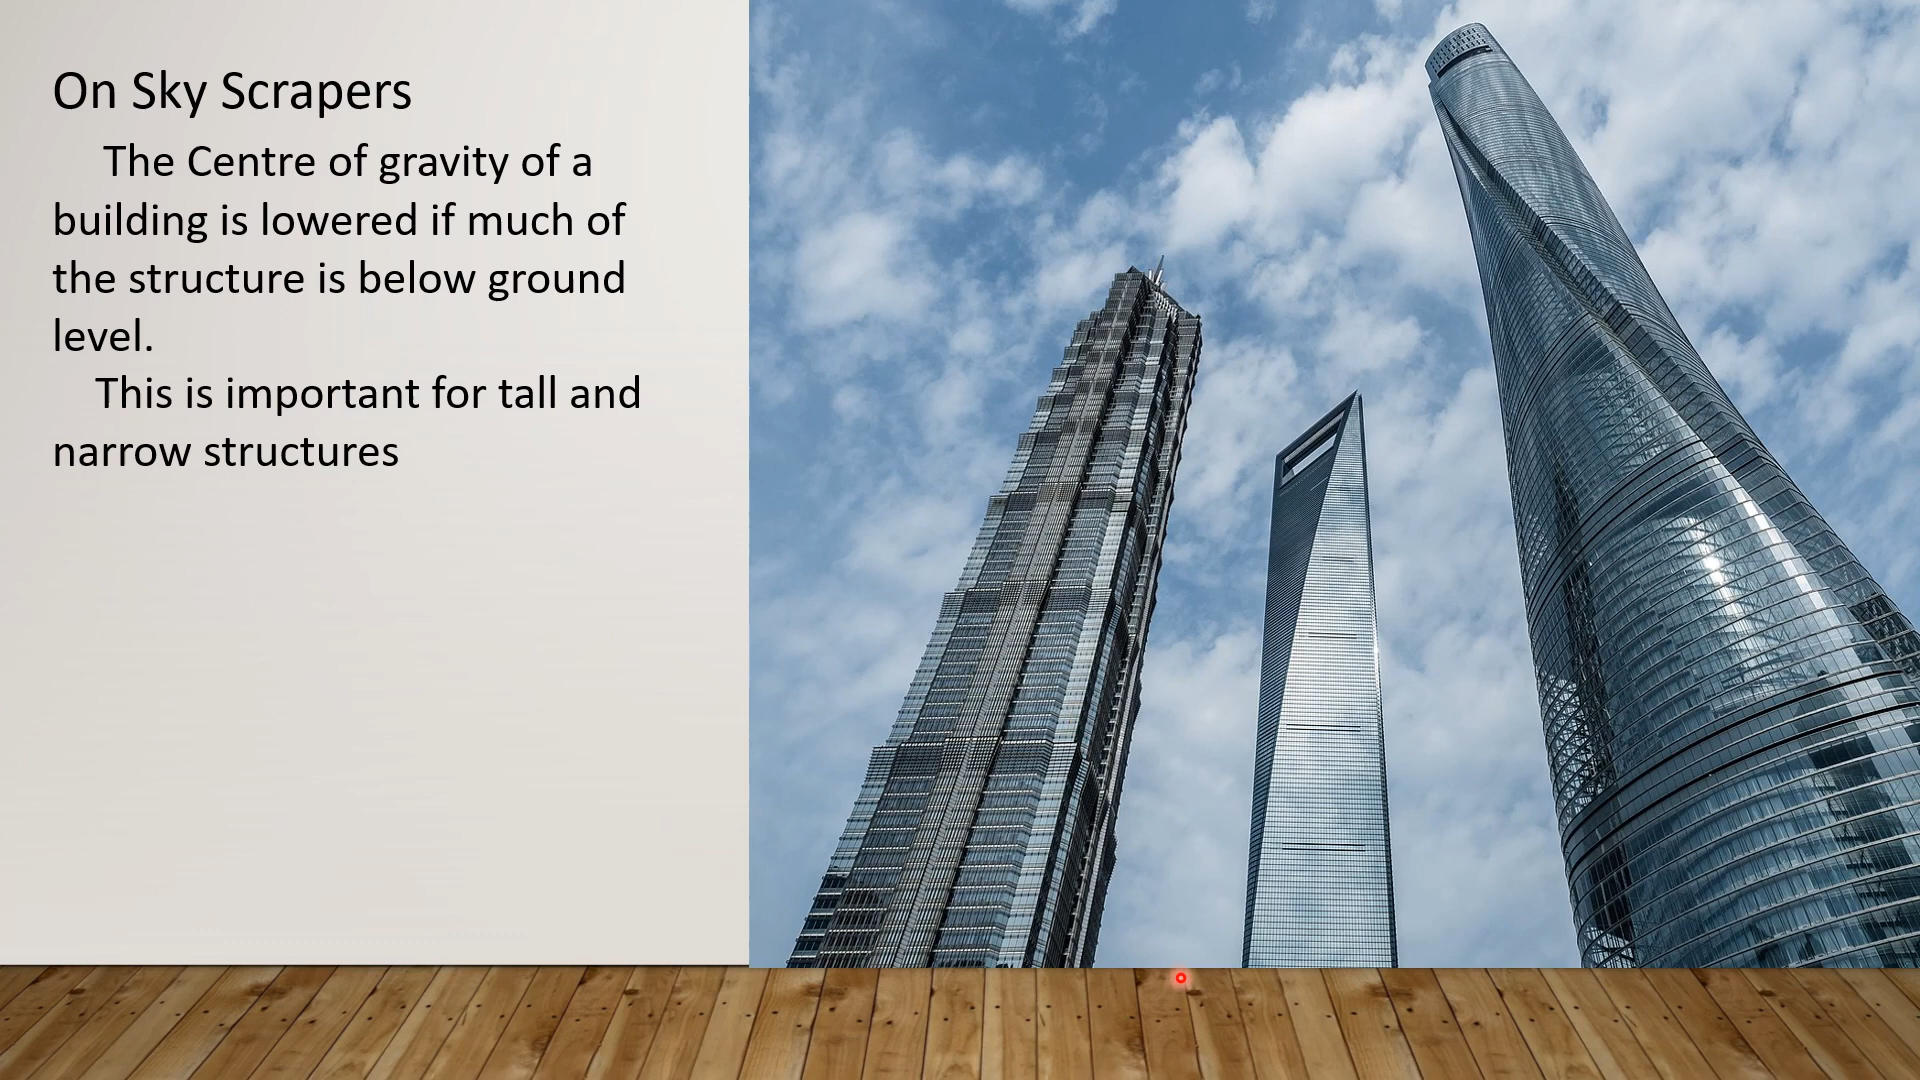 On Sky Scrapers
The Centre of gravity of a
building is lowered if much of
the structure is below ground
level.
This is important for tall and
narrow structures